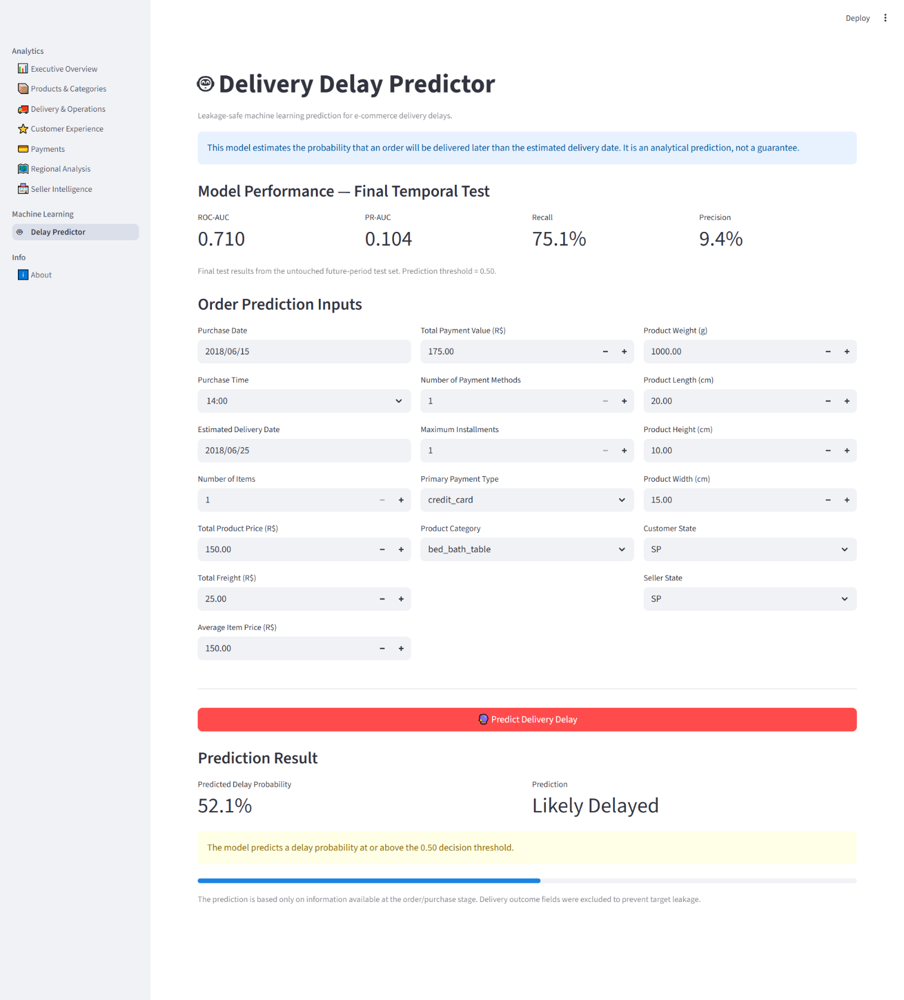 Deploy
Analytics
Executive Overview
Products & Categories
Delivery & Operations
Customer Experience
Payments
Regional Analysis
Seller Intelligence
Machine Learning
Delay Predictor
Info
About
Delivery Delay Predictor
Leakage-safe machine learning prediction for e-commerce delivery delays.
This model estimates the probability that an order will be delivered later than the estimated delivery date. It is an analytical prediction, not a guarantee.
Model Performance — Final Temporal Test
ROC-AUC PR-AUC Recall Precision
0.710 0.104 75.1% 9.4%
Final test results from the untouched future-period test set. Prediction threshold = 0.50.
Order Prediction Inputs
Purchase Date Total Payment Value (R$) Product Weight (g)
2018/06/15 175.00 1000.00
Purchase Time Number of Payment Methods Product Length (cm)
14:00 1 20.00
Estimated Delivery Date Maximum Installments Product Height (cm)
2018/06/25 1 10.00
Number of Items Primary Payment Type Product Width (cm)
1 credit_card 15.00
Total Product Price (R$) Product Category Customer State
150.00 bed_bath_table SP
Total Freight (R$) Seller State
25.00 SP
Average Item Price (R$)
150.00
Predict Delivery Delay
Prediction Result
Predicted Delay Probability Prediction
52.1% Likely Delayed
The model predicts a delay probability at or above the 0.50 decision threshold.
The prediction is based only on information available at the order/purchase stage. Delivery outcome fields were excluded to prevent target leakage.